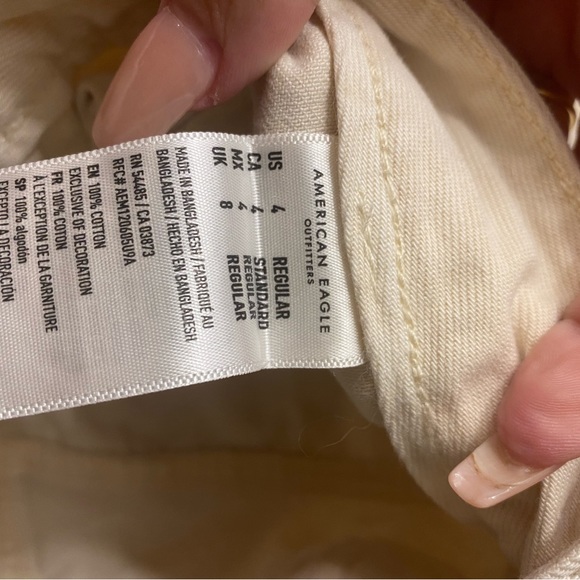 AMERICAN EAGLE
OUTFITTERS
US 4 REGULAR
CA 4 STANDARD
MX 4 REGULAR
UK 8 REGULAR
MADE IN BANGLADESH / FABRIQUÉ AU
BANGLADESH / HECHO EN BANGLADESH
RN 54485 / CA 03873
RFC# AEM120605U9A
EN 100% COTTON
EXCLUSIVE OF DECORATION
FR 100% COTON
À L'EXCEPTION DE LA GARNITURE
SP 100% algodón
EXCEPTO LA DECORACIÓN